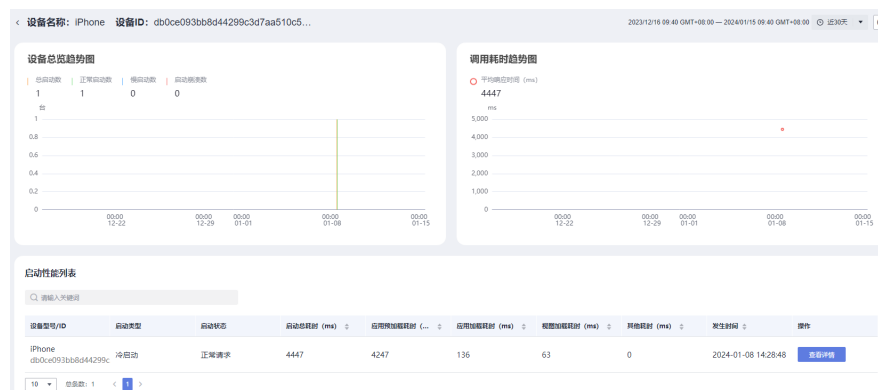 设备名称: iPhone 设备ID: db0ce093bb8d44299c3d7aa510c5...
2023/12/16 09:40 GMT+08:00 — 2024/01/15 09:40 GMT+08:00 近30天
设备总览趋势图
总启动数 正常启动数 慢启动数 启动崩溃数
1 1 0 0
台
1
0.8
0.6
0.4
0.2
0
00:00 00:00 00:00 00:00 00:00
12-22 12-29 01-01 01-08 01-15
调用耗时趋势图
平均响应时间 (ms)
4447
ms
5,000
4,000
3,000
2,000
1,000
0
00:00 00:00 00:00 00:00 00:00
12-22 12-29 01-01 01-08 01-15
启动性能列表
请输入关键词
设备型号/ID 启动类型 启动状态 启动总耗时 (ms) 应用预加载耗时 (... 应用加载耗时 (ms) 视图加载耗时 (ms) 其他耗时 (ms) 发生时间 操作
iPhone
db0ce093bb8d44299c 冷启动 正常请求 4447 4247 136 63 0 2024-01-08 14:28:48 查看详情
10 总条数: 1 1